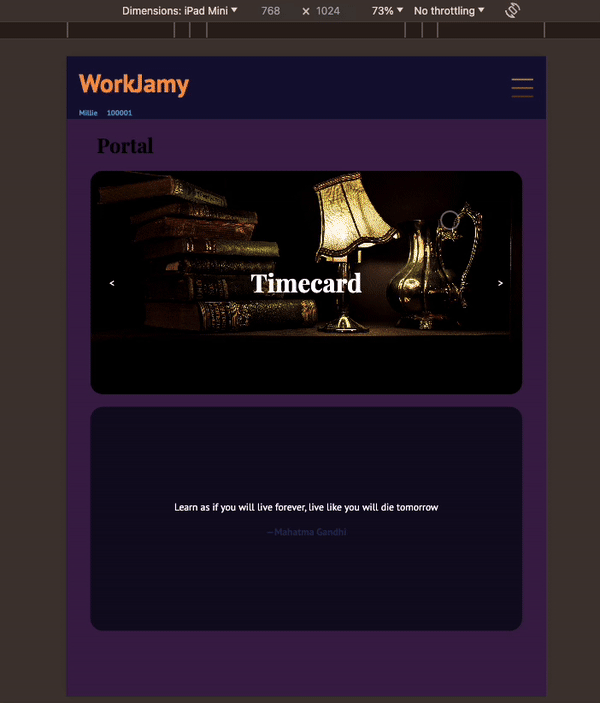 Dimensions: iPad Mini ▼ 768 × 1024 73% ▼ No throttling ▼
WorkJamy
Millie 100001
Portal
< Timecard >
Learn as if you will live forever, live like you will die tomorrow
—Mahatma Gandhi